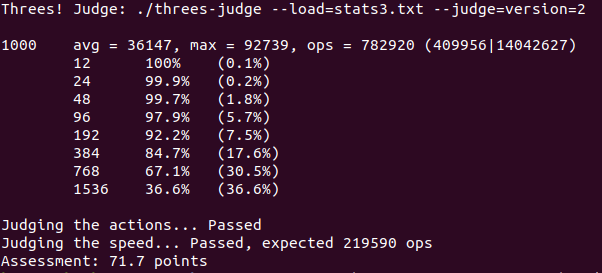 Threes! Judge: ./threes-judge --load=stats3.txt --judge=version=2
1000 avg = 36147, max = 92739, ops = 782920 (409956|14042627)
12 100% (0.1%)
24 99.9% (0.2%)
48 99.7% (1.8%)
96 97.9% (5.7%)
192 92.2% (7.5%)
384 84.7% (17.6%)
768 67.1% (30.5%)
1536 36.6% (36.6%)
Judging the actions... Passed
Judging the speed... Passed, expected 219590 ops
Assessment: 71.7 points